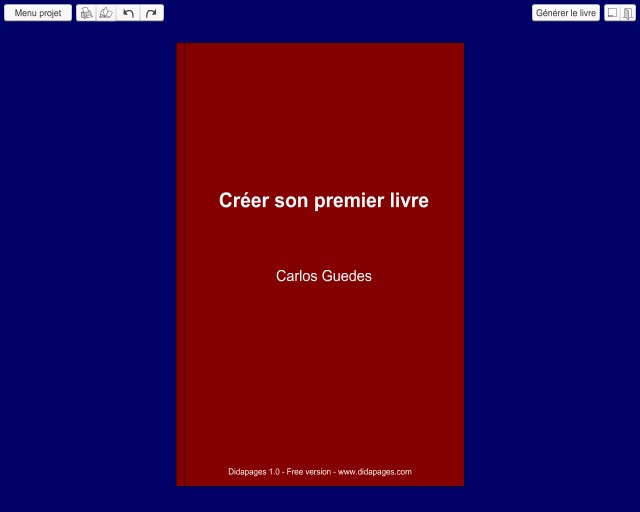 Menu projet
Générer le livre
Créer son premier livre
Carlos Guedes
Didapages 1.0 - Free version - www.didapages.com